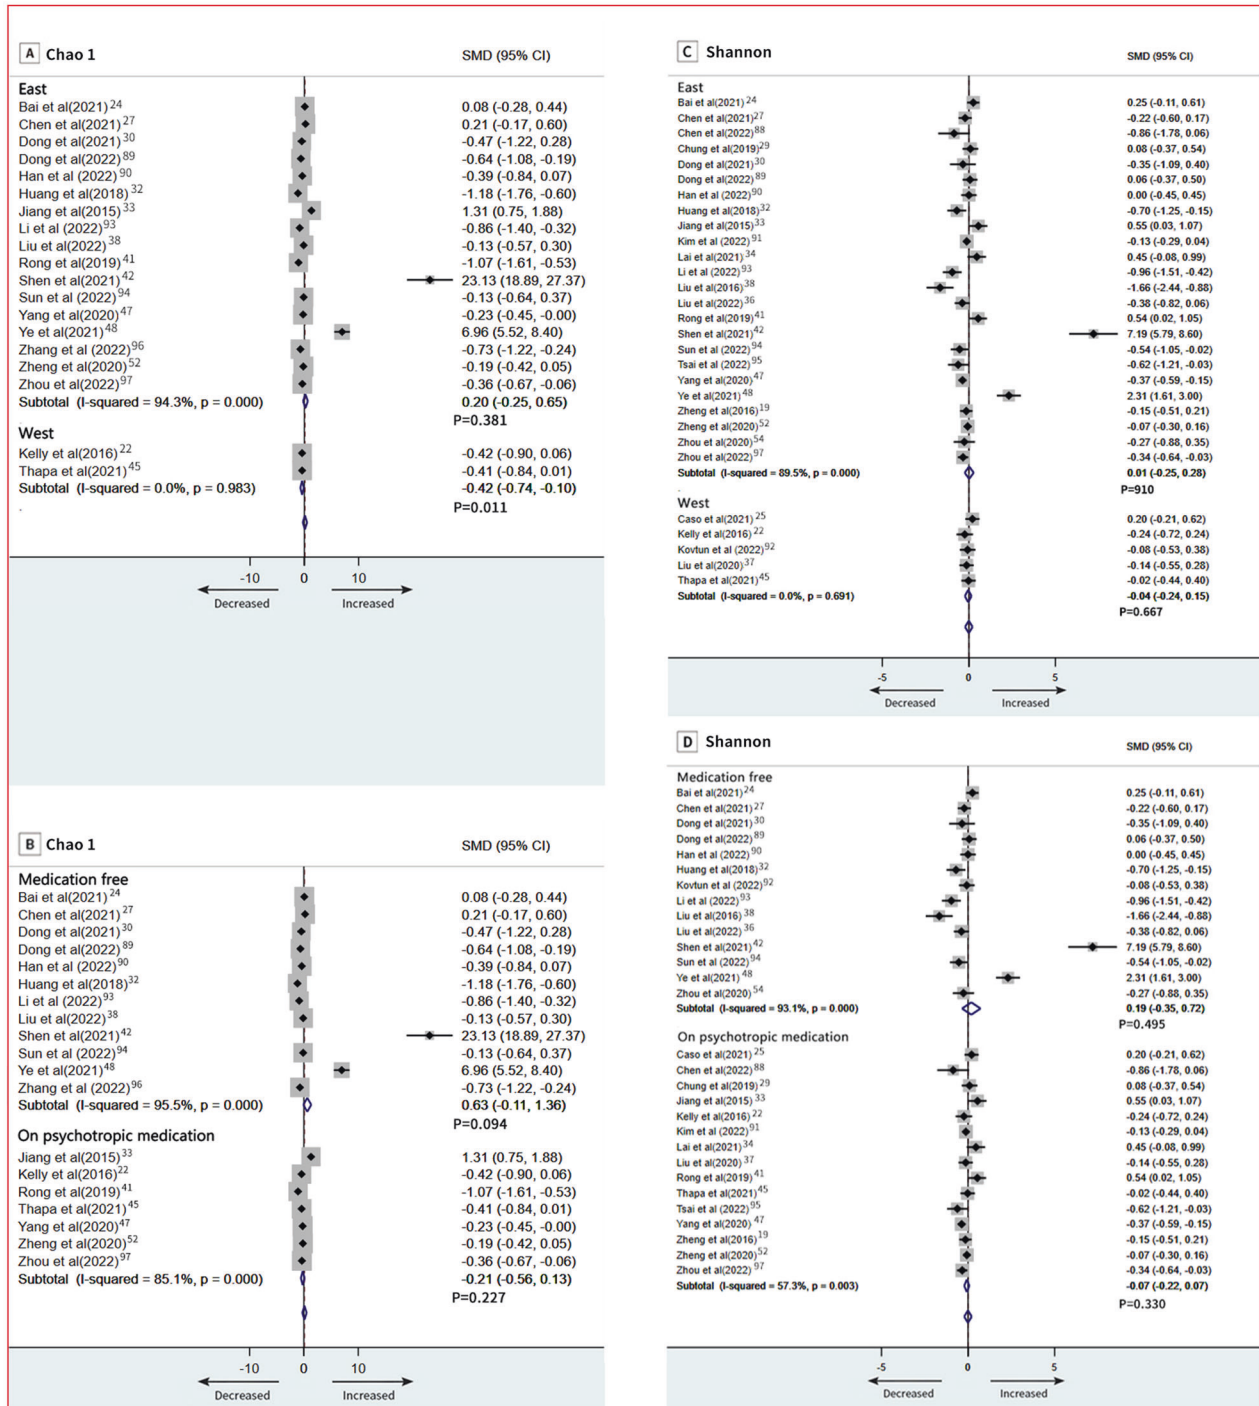 A Chao 1 SMD (95% CI)
East
Bai et al(2021)24 0.08 (-0.28, 0.44)
Chen et al(2021)27 0.21 (-0.17, 0.60)
Dong et al(2021)30 -0.47 (-1.22, 0.28)
Dong et al(2022)89 -0.64 (-1.08, -0.19)
Han et al (2022)90 -0.39 (-0.84, 0.07)
Huang et al(2018)32 -1.18 (-1.76, -0.60)
Jiang et al(2015)33 1.31 (0.75, 1.88)
Li et al (2022)93 -0.86 (-1.40, -0.32)
Liu et al(2022)38 -0.13 (-0.57, 0.30)
Rong et al(2019)41 -1.07 (-1.61, -0.53)
Shen et al(2021)42 23.13 (18.89, 27.37)
Sun et al (2022)94 -0.13 (-0.64, 0.37)
Yang et al(2020)47 -0.23 (-0.45, -0.00)
Ye et al(2021)48 6.96 (5.52, 8.40)
Zhang et al (2022)96 -0.73 (-1.22, -0.24)
Zheng et al(2020)52 -0.19 (-0.42, 0.05)
Zhou et al(2022)97 -0.36 (-0.67, -0.06)
Subtotal (I-squared = 94.3%, p = 0.000) 0.20 (-0.25, 0.65)
. P=0.381
West
Kelly et al(2016)22 -0.42 (-0.90, 0.06)
Thapa et al(2021)45 -0.41 (-0.84, 0.01)
Subtotal (I-squared = 0.0%, p = 0.983) -0.42 (-0.74, -0.10)
. P=0.011
-10 0 10
Decreased Increased
B Chao 1 SMD (95% CI)
Medication free
Bai et al(2021)24 0.08 (-0.28, 0.44)
Chen et al(2021)27 0.21 (-0.17, 0.60)
Dong et al(2021)30 -0.47 (-1.22, 0.28)
Dong et al(2022)89 -0.64 (-1.08, -0.19)
Han et al (2022)90 -0.39 (-0.84, 0.07)
Huang et al(2018)32 -1.18 (-1.76, -0.60)
Li et al (2022)93 -0.86 (-1.40, -0.32)
Liu et al(2022)38 -0.13 (-0.57, 0.30)
Shen et al(2021)42 23.13 (18.89, 27.37)
Sun et al (2022)94 -0.13 (-0.64, 0.37)
Ye et al(2021)48 6.96 (5.52, 8.40)
Zhang et al (2022)96 -0.73 (-1.22, -0.24)
Subtotal (I-squared = 95.5%, p = 0.000) 0.63 (-0.11, 1.36)
P=0.094
On psychotropic medication
Jiang et al(2015)33 1.31 (0.75, 1.88)
Kelly et al(2016)22 -0.42 (-0.90, 0.06)
Rong et al(2019)41 -1.07 (-1.61, -0.53)
Thapa et al(2021)45 -0.41 (-0.84, 0.01)
Yang et al(2020)47 -0.23 (-0.45, -0.00)
Zheng et al(2020)52 -0.19 (-0.42, 0.05)
Zhou et al(2022)97 -0.36 (-0.67, -0.06)
Subtotal (I-squared = 85.1%, p = 0.000) -0.21 (-0.56, 0.13)
P=0.227
-10 0 10
Decreased Increased
C Shannon SMD (95% CI)
East
Bai et al(2021)24 0.25 (-0.11, 0.61)
Chen et al(2021)27 -0.22 (-0.60, 0.17)
Chen et al(2022)88 -0.86 (-1.78, 0.06)
Chung et al(2019)29 0.08 (-0.37, 0.54)
Dong et al(2021)30 -0.35 (-1.09, 0.40)
Dong et al(2022)89 0.06 (-0.37, 0.50)
Han et al (2022)90 0.00 (-0.45, 0.45)
Huang et al(2018)32 -0.70 (-1.25, -0.15)
Jiang et al(2015)33 0.55 (0.03, 1.07)
Kim et al (2022)91 -0.13 (-0.29, 0.04)
Lai et al(2021)34 0.45 (-0.08, 0.99)
Li et al (2022)93 -0.96 (-1.51, -0.42)
Liu et al(2016)38 -1.66 (-2.44, -0.88)
Liu et al(2022)36 -0.38 (-0.82, 0.06)
Rong et al(2019)41 0.54 (0.02, 1.05)
Shen et al(2021)42 7.19 (5.79, 8.60)
Sun et al (2022)94 -0.54 (-1.05, -0.02)
Tsai et al (2022)95 -0.62 (-1.21, -0.03)
Yang et al(2020)47 -0.37 (-0.59, -0.15)
Ye et al(2021)48 2.31 (1.61, 3.00)
Zheng et al(2016)19 -0.15 (-0.51, 0.21)
Zheng et al(2020)52 -0.07 (-0.30, 0.16)
Zhou et al(2020)54 -0.27 (-0.88, 0.35)
Zhou et al(2022)97 -0.34 (-0.64, -0.03)
Subtotal (I-squared = 89.5%, p = 0.000) 0.01 (-0.25, 0.28)
. P=910
West
Caso et al(2021)25 0.20 (-0.21, 0.62)
Kelly et al(2016)22 -0.24 (-0.72, 0.24)
Kovtun et al (2022)92 -0.08 (-0.53, 0.38)
Liu et al(2020)37 -0.14 (-0.55, 0.28)
Thapa et al(2021)45 -0.02 (-0.44, 0.40)
Subtotal (I-squared = 0.0%, p = 0.691) -0.04 (-0.24, 0.15)
P=0.667
-5 0 5
Decreased Increased
D Shannon SMD (95% CI)
Medication free
Bai et al(2021)24 0.25 (-0.11, 0.61)
Chen et al(2021)27 -0.22 (-0.60, 0.17)
Dong et al(2021)30 -0.35 (-1.09, 0.40)
Dong et al(2022)89 0.06 (-0.37, 0.50)
Han et al (2022)90 0.00 (-0.45, 0.45)
Huang et al(2018)32 -0.70 (-1.25, -0.15)
Kovtun et al (2022)92 -0.08 (-0.53, 0.38)
Li et al (2022)93 -0.96 (-1.51, -0.42)
Liu et al(2016)38 -1.66 (-2.44, -0.88)
Liu et al(2022)36 -0.38 (-0.82, 0.06)
Shen et al(2021)42 7.19 (5.79, 8.60)
Sun et al (2022)94 -0.54 (-1.05, -0.02)
Ye et al(2021)48 2.31 (1.61, 3.00)
Zhou et al(2020)54 -0.27 (-0.88, 0.35)
Subtotal (I-squared = 93.1%, p = 0.000) 0.19 (-0.35, 0.72)
P=0.495
On psychotropic medication
Caso et al(2021)25 0.20 (-0.21, 0.62)
Chen et al(2022)88 -0.86 (-1.78, 0.06)
Chung et al(2019)29 0.08 (-0.37, 0.54)
Jiang et al(2015)33 0.55 (0.03, 1.07)
Kelly et al(2016)22 -0.24 (-0.72, 0.24)
Kim et al (2022)91 -0.13 (-0.29, 0.04)
Lai et al(2021)34 0.45 (-0.08, 0.99)
Liu et al(2020)37 -0.14 (-0.55, 0.28)
Rong et al(2019)41 0.54 (0.02, 1.05)
Thapa et al(2021)45 -0.02 (-0.44, 0.40)
Tsai et al (2022)95 -0.62 (-1.21, -0.03)
Yang et al(2020)47 -0.37 (-0.59, -0.15)
Zheng et al(2016)19 -0.15 (-0.51, 0.21)
Zheng et al(2020)52 -0.07 (-0.30, 0.16)
Zhou et al(2022)97 -0.34 (-0.64, -0.03)
Subtotal (I-squared = 57.3%, p = 0.003) -0.07 (-0.22, 0.07)
P=0.330
-5 0 5
Decreased Increased